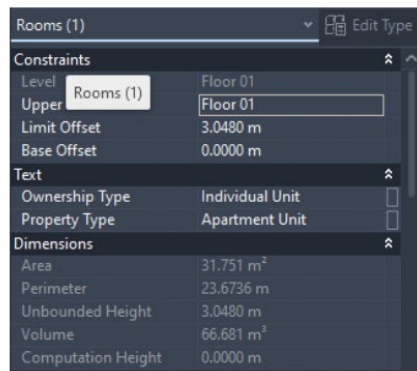 Rooms (1) Edit Type
Constraints
Level Floor 01
Rooms (1)
Upper Floor 01
Limit Offset 3.0480 m
Base Offset 0.0000 m
Text
Ownership Type Individual Unit
Property Type Apartment Unit
Dimensions
Area 31.751 m²
Perimeter 23.6736 m
Unbounded Height 3.0480 m
Volume 66.681 m³
Computation Height 0.0000 m